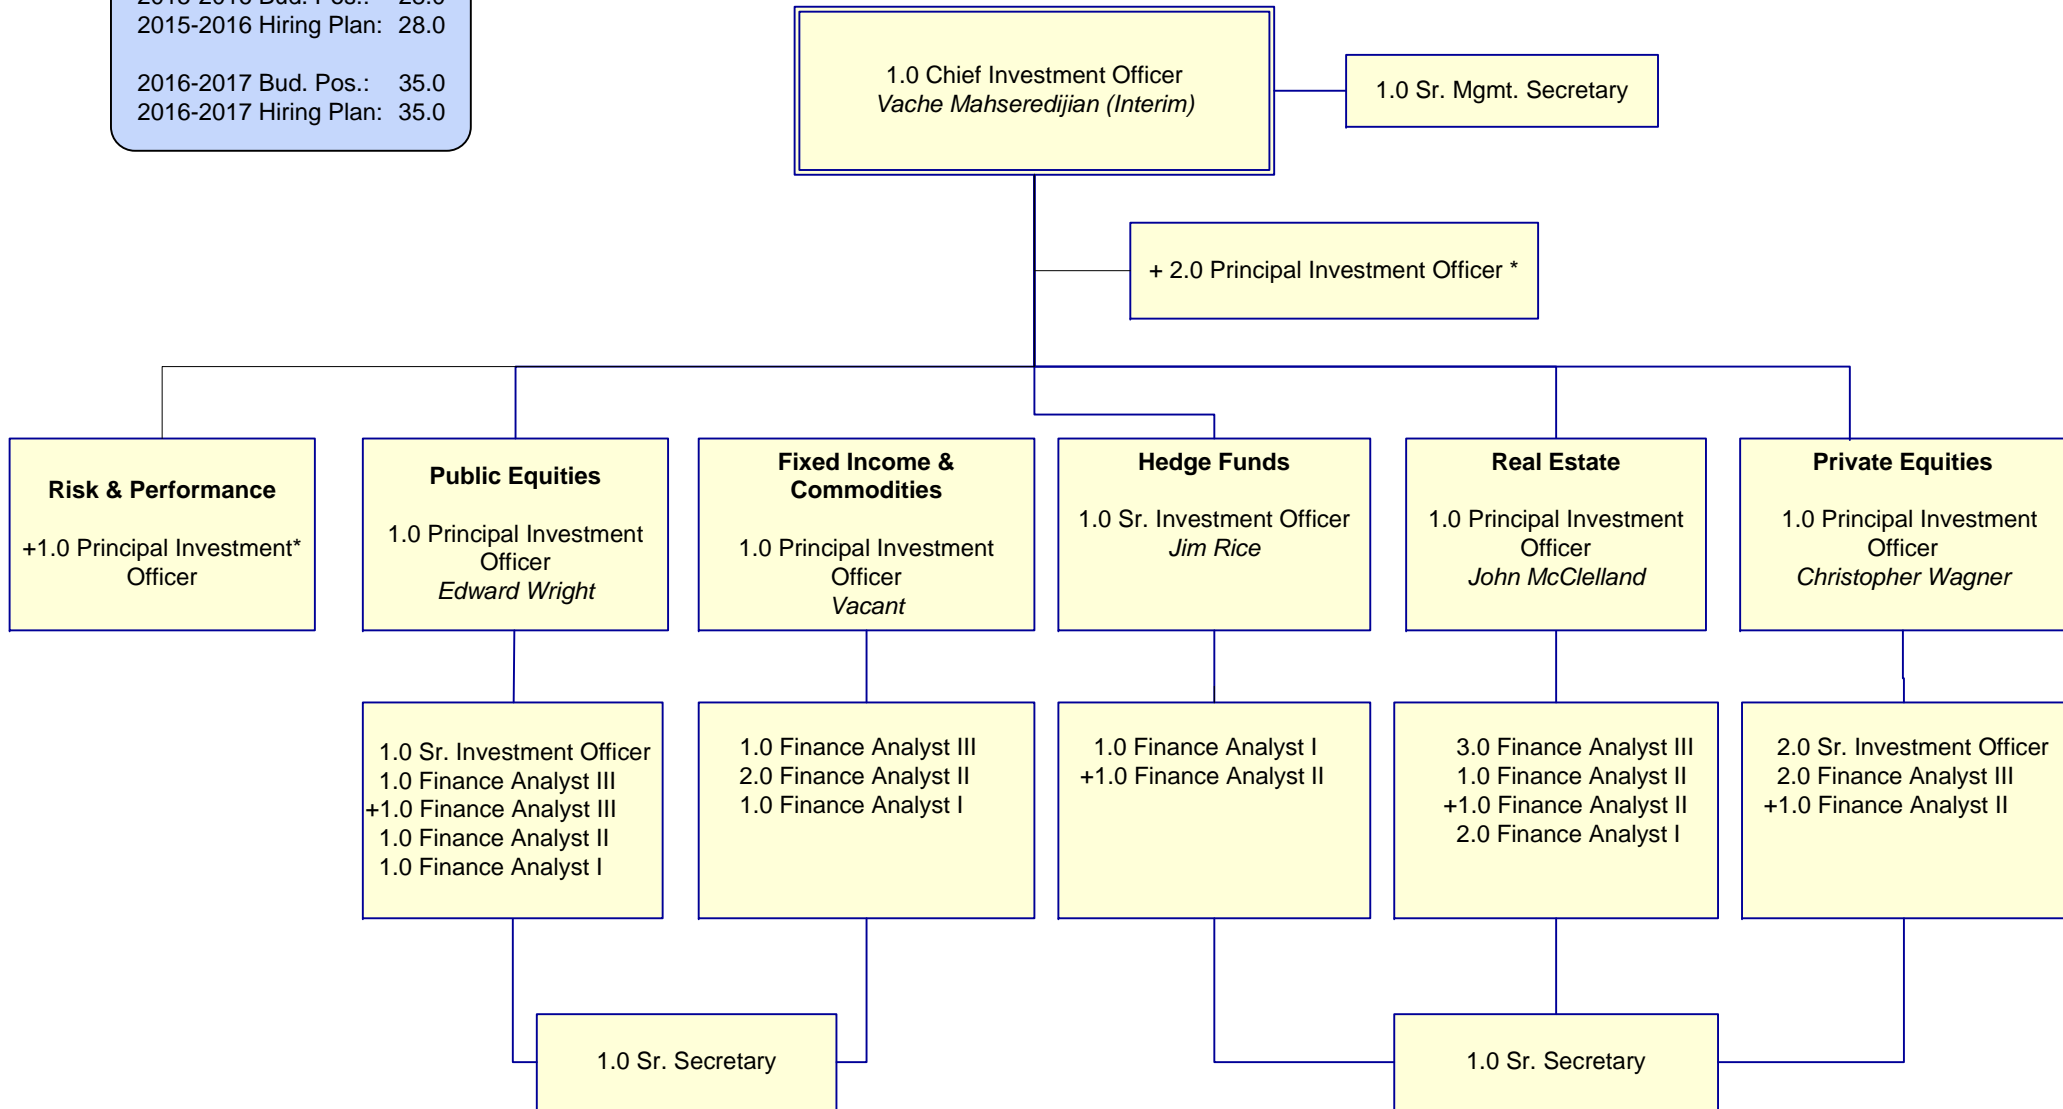 2015-2016 Hiring Plan: 28.0
2016-2017 Bud. Pos.: 35.0
2016-2017 Hiring Plan: 35.0
1.0 Chief Investment Officer
Vache Mahseredijian (Interim)
1.0 Sr. Mgmt. Secretary
+ 2.0 Principal Investment Officer *
Risk & Performance
+1.0 Principal Investment*
Officer
Public Equities
1.0 Principal Investment
Officer
Edward Wright
Fixed Income &
Commodities
1.0 Principal Investment
Officer
Vacant
Hedge Funds
1.0 Sr. Investment Officer
Jim Rice
Real Estate
1.0 Principal Investment
Officer
John McClelland
Private Equities
1.0 Principal Investment
Officer
Christopher Wagner
1.0 Sr. Investment Officer
1.0 Finance Analyst III
+1.0 Finance Analyst III
1.0 Finance Analyst II
1.0 Finance Analyst I
1.0 Finance Analyst III
2.0 Finance Analyst II
1.0 Finance Analyst I
1.0 Finance Analyst I
+1.0 Finance Analyst II
3.0 Finance Analyst III
1.0 Finance Analyst II
+1.0 Finance Analyst II
2.0 Finance Analyst I
2.0 Sr. Investment Officer
2.0 Finance Analyst III
+1.0 Finance Analyst II
1.0 Sr. Secretary
1.0 Sr. Secretary